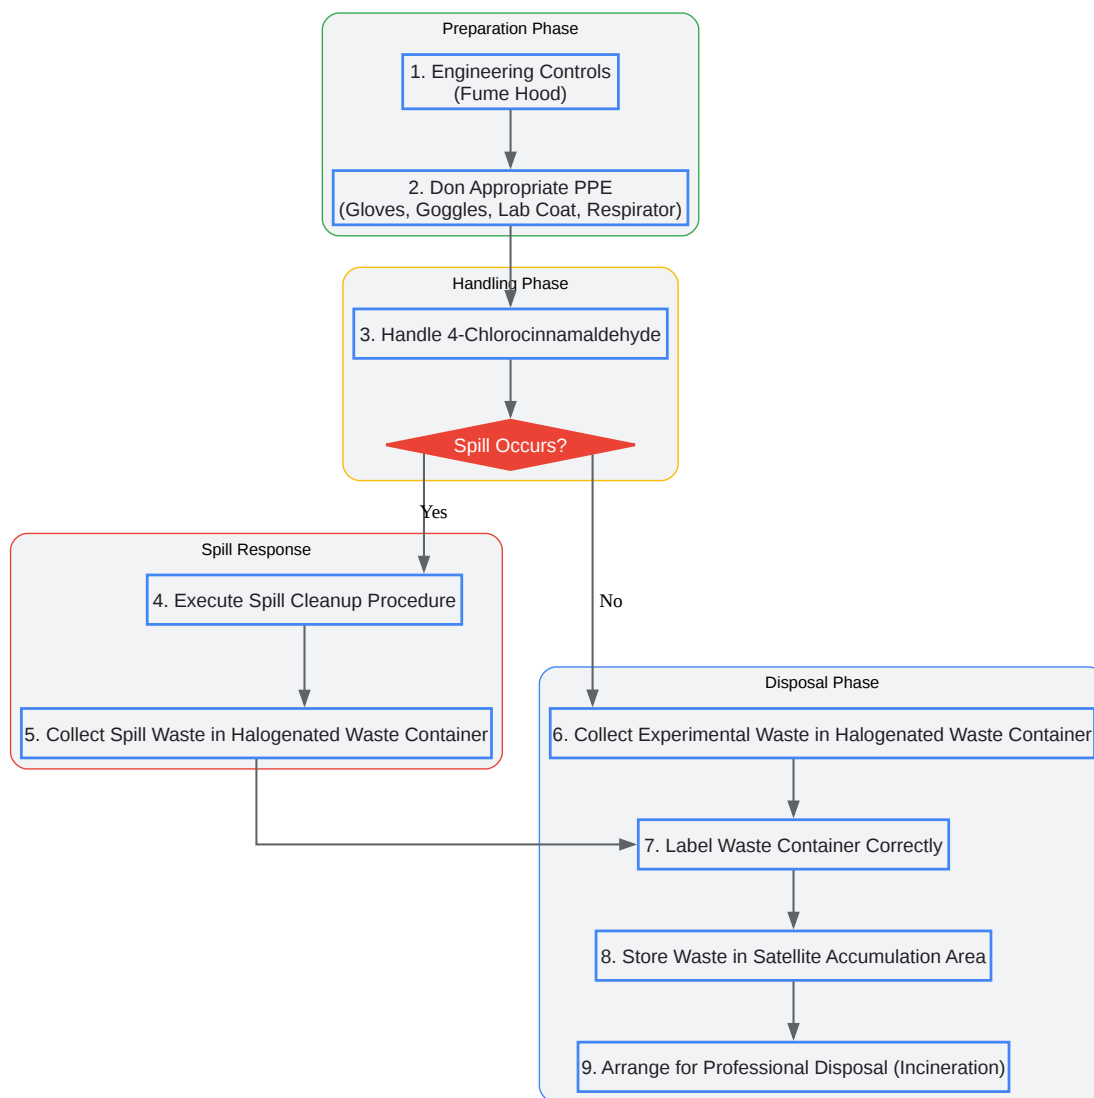 Preparation Phase
1. Engineering Controls
(Fume Hood)
2. Don Appropriate PPE
(Gloves, Goggles, Lab Coat, Respirator)
Handling Phase
3. Handle 4-Chlorocinnamaldehyde
Spill Occurs?
Yes
Spill Response
4. Execute Spill Cleanup Procedure
No
5. Collect Spill Waste in Halogenated Waste Container
Disposal Phase
6. Collect Experimental Waste in Halogenated Waste Container
7. Label Waste Container Correctly
8. Store Waste in Satellite Accumulation Area
9. Arrange for Professional Disposal (Incineration)